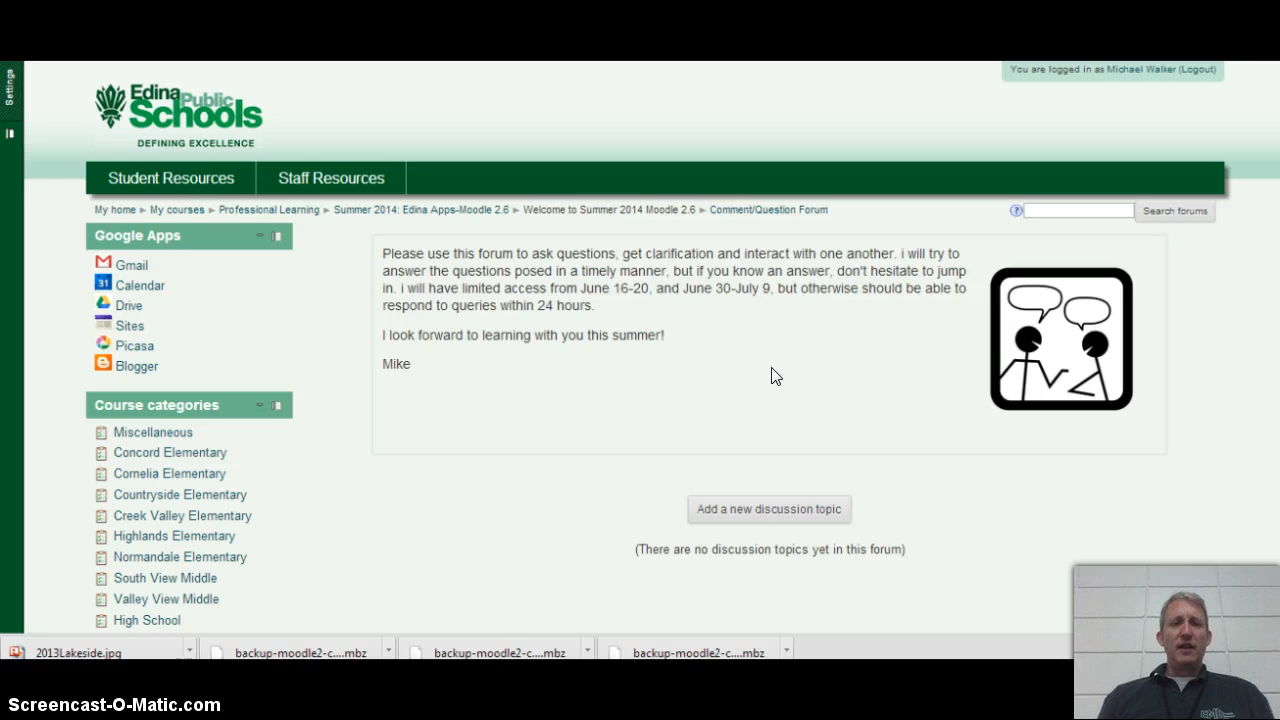 Settings
You are logged in as Michael Walker (Logout)
Edina Public
Schools
DEFINING EXCELLENCE
Student Resources
Staff Resources
My home ► My courses ► Professional Learning ► Summer 2014: Edina Apps-Moodle 2.6 ► Welcome to Summer 2014 Moodle 2.6 ► Comment/Question Forum
?
Search forums
Google Apps
Gmail
31 Calendar
Drive
Sites
Picasa
Blogger
Course categories
Miscellaneous
Concord Elementary
Cornelia Elementary
Countryside Elementary
Creek Valley Elementary
Highlands Elementary
Normandale Elementary
South View Middle
Valley View Middle
High School
Please use this forum to ask questions, get clarification and interact with one another. i will try to
answer the questions posed in a timely manner, but if you know an answer, don't hesitate to jump
in. i will have limited access from June 16-20, and June 30-July 9, but otherwise should be able to
respond to queries within 24 hours.
I look forward to learning with you this summer!
Mike
Add a new discussion topic
(There are no discussion topics yet in this forum)
2013Lakeside.jpg
backup-moodle2-c....mbz
backup-moodle2-c....mbz
backup-moodle2-c....mbz
Screencast-O-Matic.com